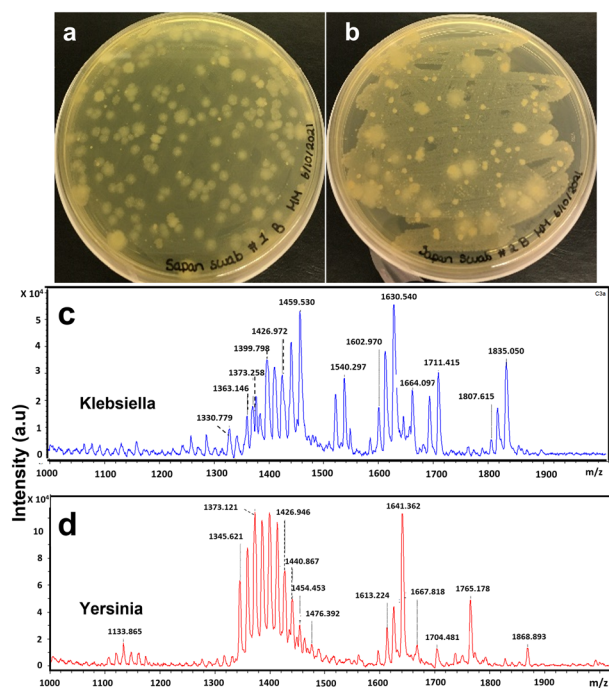 a
b
Sapan Swab # 1 B MM 6/10/2021
Japan Swab # 2 B MM 6/10/2021
X 10⁴
c
C3a
1630.540
1459.530
1426.972
1399.798
1373.258
1363.146
1330.779
1602.970
1540.297
1664.097
1711.415
1807.615
1835.050
Klebsiella
5
4
3
2
1
0
1000 1100 1200 1300 1400 1500 1600 1700 1800 1900 m/z
Intensity (a.u)
X 10⁴
d
1373.121
1426.946
1641.362
1345.621
1440.867
1454.453
1476.392
1133.865
1613.224
1667.818
1704.481
1765.178
1868.893
Yersinia
10
8
6
4
2
0
1000 1100 1200 1300 1400 1500 1600 1700 1800 1900 m/z